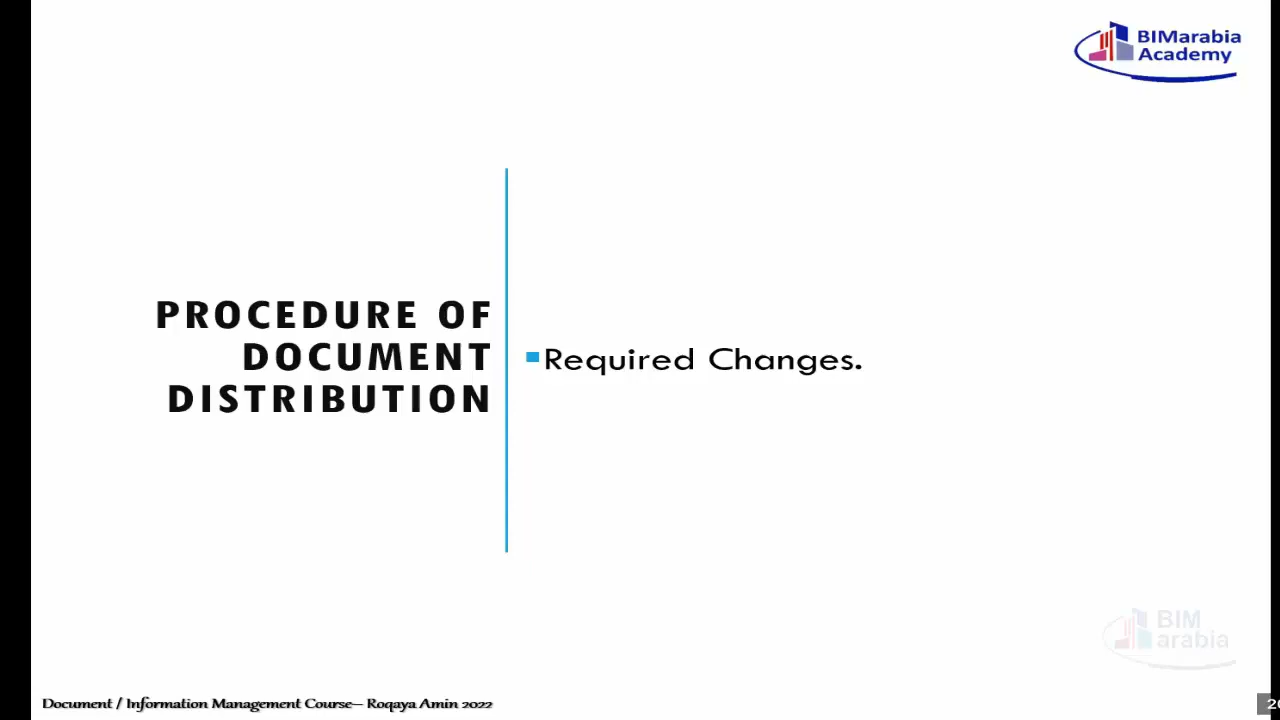 BIMarabia
Academy
PROCEDURE OF
DOCUMENT
DISTRIBUTION
Required Changes.
BIM
arabia
Document / Information Management Course– Roqaya Amin 2022